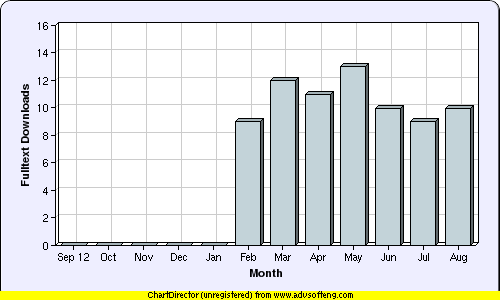 16
14
12
10
8
6
4
2
0
Fulltext Downloads
Sep 12 Oct Nov Dec Jan Feb Mar Apr May Jun Jul Aug
Month
ChartDirector (unregistered) from www.advsofteng.com